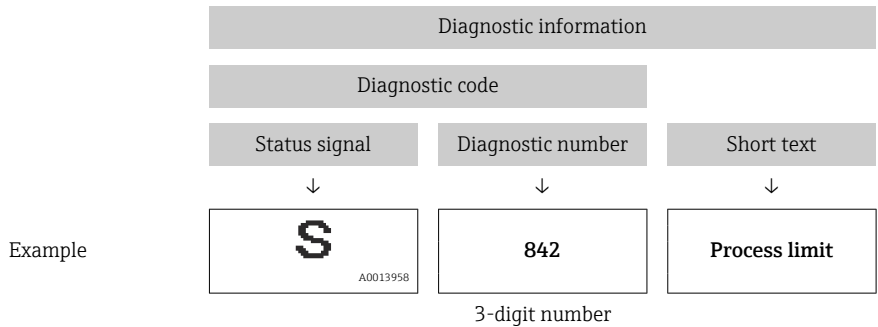 Diagnostic information
Diagnostic code
Status signal Diagnostic number Short text
↓ ↓ ↓
Example S 842 Process limit
A0013958
3-digit number